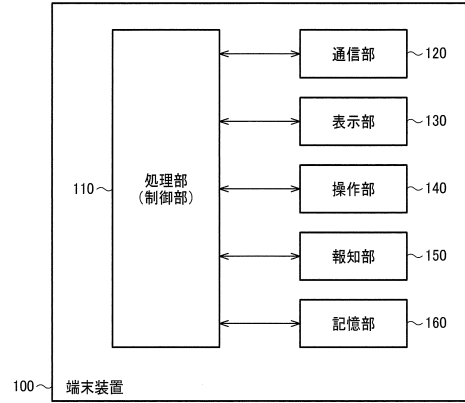 通信部 120
表示部 130
110 処理部
(制御部)
操作部 140
報知部 150
記憶部 160
100 端末装置